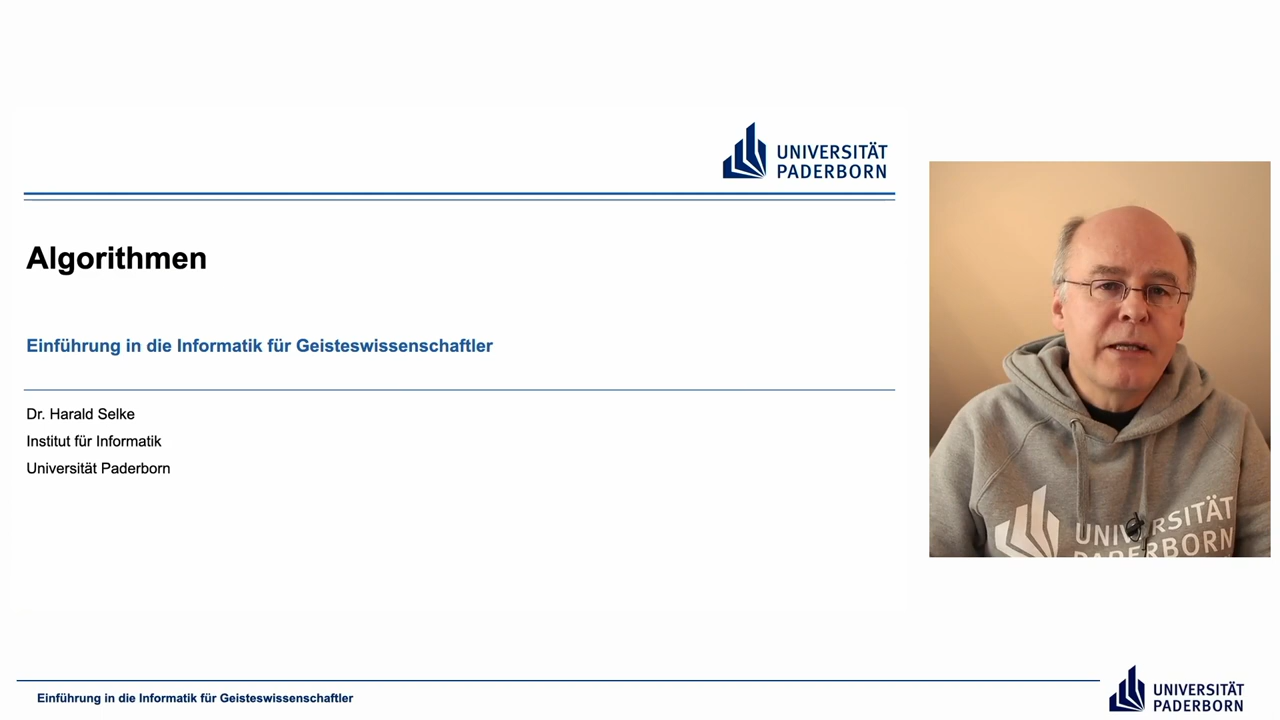 UNIVERSITÄT
PADERBORN
Algorithmen
Einführung in die Informatik für Geisteswissenschaftler
Dr. Harald Selke
Institut für Informatik
Universität Paderborn
UNIVERSITÄT
PADERBORN
Einführung in die Informatik für Geisteswissenschaftler
UNIVERSITÄT
PADERBORN